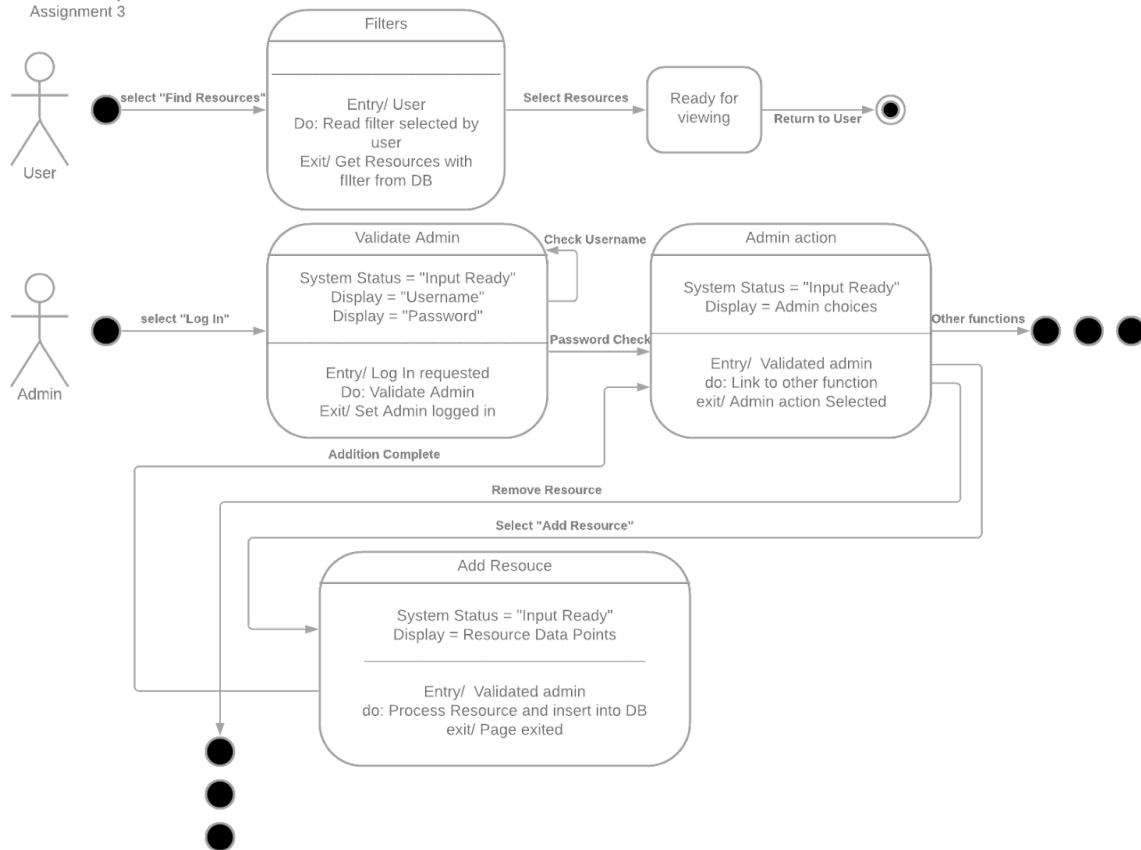 Assignment 3
Filters
select "Find Resources"
Entry/ User
Do: Read filter selected by
user
Exit/ Get Resources with
fIlter from DB
Select Resources
Ready for
viewing
Return to User
User
Validate Admin
System Status = "Input Ready"
Display = "Username"
Display = "Password"
Check Username
select "Log In"
Entry/ Log In requested
Do: Validate Admin
Exit/ Set Admin logged in
Password Check
Admin action
System Status = "Input Ready"
Display = Admin choices
Other functions
Entry/  Validated admin
do: Link to other function
exit/ Admin action Selected
Admin
Addition Complete
Remove Resource
Select "Add Resource"
Add Resouce
System Status = "Input Ready"
Display = Resource Data Points
Entry/  Validated admin
do: Process Resource and insert into DB
exit/ Page exited